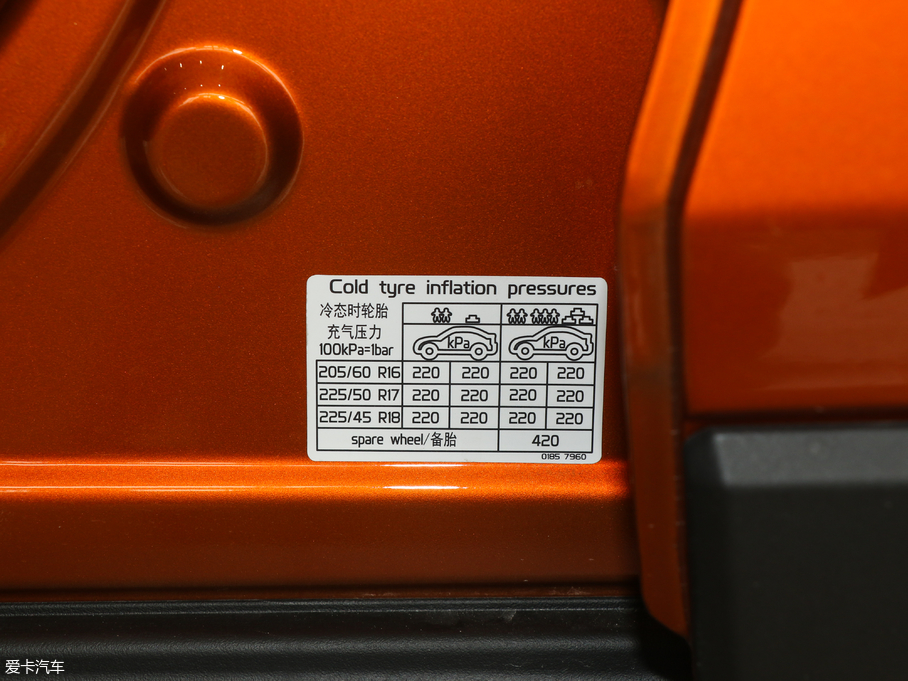 Cold tyre inflation pressures
冷态时轮胎
充气压力
100kPa=1bar
kPa kPa
205/60 R16 220 220 220 220
225/50 R17 220 220 220 220
225/45 R18 220 220 220 220
spare wheel/备胎 420
0185 7960
爱卡汽车